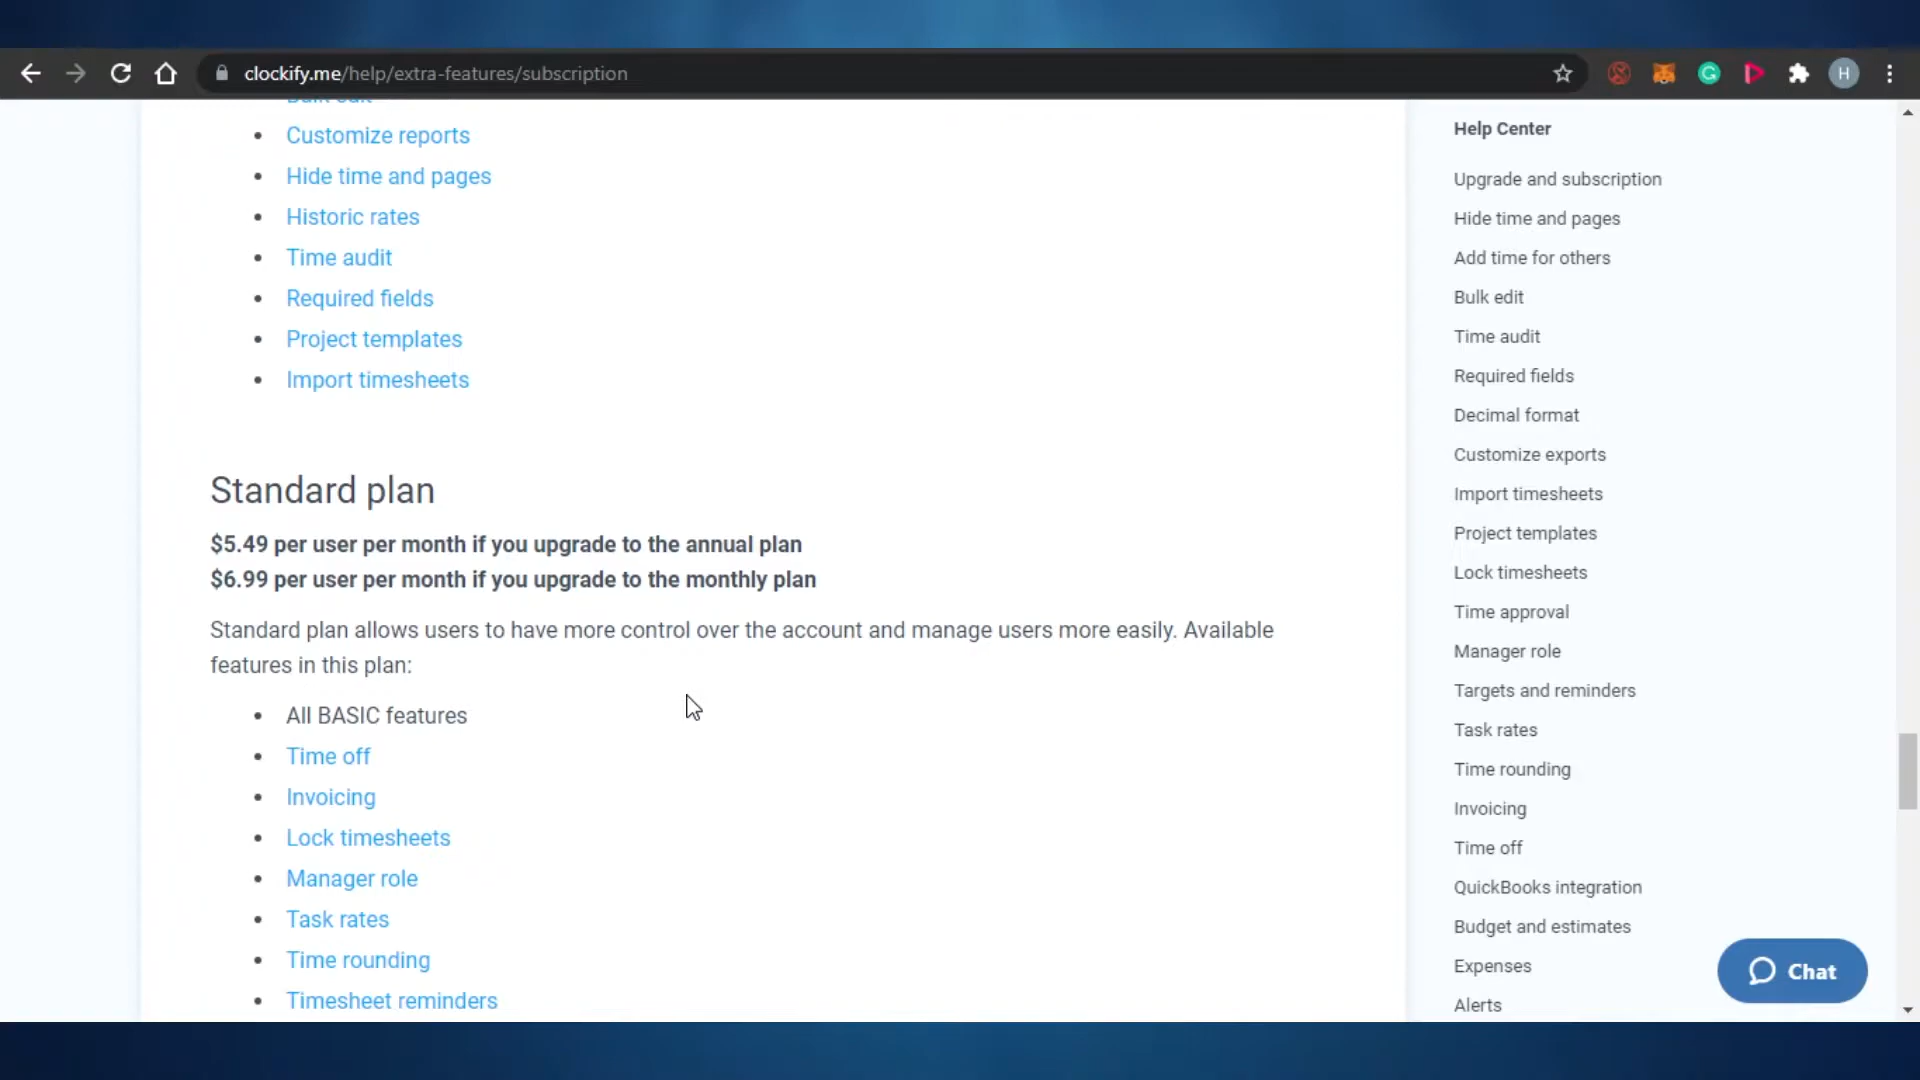 clockify.me/help/extra-features/subscription
H
Bulk edit
Customize reports
Hide time and pages
Historic rates
Time audit
Required fields
Project templates
Import timesheets
Standard plan
$5.49 per user per month if you upgrade to the annual plan
$6.99 per user per month if you upgrade to the monthly plan
Standard plan allows users to have more control over the account and manage users more easily. Available
features in this plan:
All BASIC features
Time off
Invoicing
Lock timesheets
Manager role
Task rates
Time rounding
Timesheet reminders
Help Center
Upgrade and subscription
Hide time and pages
Add time for others
Bulk edit
Time audit
Required fields
Decimal format
Customize exports
Import timesheets
Project templates
Lock timesheets
Time approval
Manager role
Targets and reminders
Task rates
Time rounding
Invoicing
Time off
QuickBooks integration
Budget and estimates
Expenses
Alerts
Chat